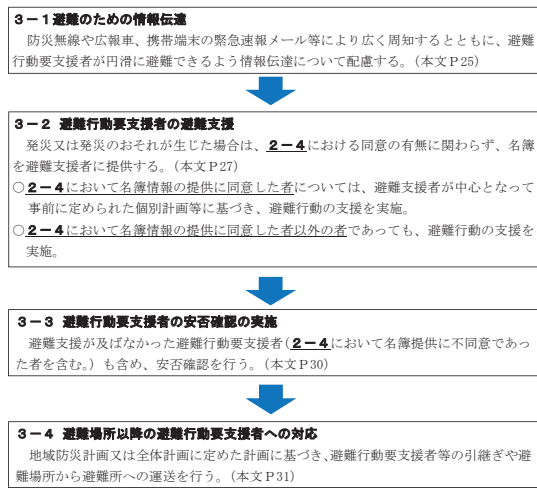 ３－１避難のための情報伝達
防災無線や広報車、携帯端末の緊急速報メール等により広く周知するとともに、避難
行動要支援者が円滑に避難できるよう情報伝達について配慮する。（本文Ｐ25）
３－２ 避難行動要支援者の避難支援
発災又は発災のおそれが生じた場合は、２－４における同意の有無に関わらず、名簿
を避難支援者に提供する。（本文Ｐ27）
○２－４において名簿情報の提供に同意した者については、避難支援者が中心となって
事前に定められた個別計画等に基づき、避難行動の支援を実施。
○２－４において名簿情報の提供に同意した者以外の者であっても、避難行動の支援を
実施。
３－３ 避難行動要支援者の安否確認の実施
避難支援が及ばなかった避難行動要支援者（２－４において名簿提供に不同意であっ
た者を含む。）も含め、安否確認を行う。（本文Ｐ30）
３－４ 避難場所以降の避難行動要支援者への対応
地域防災計画又は全体計画に定めた計画に基づき、避難行動要支援者等の引継ぎや避
難場所から避難所への運送を行う。（本文Ｐ31）